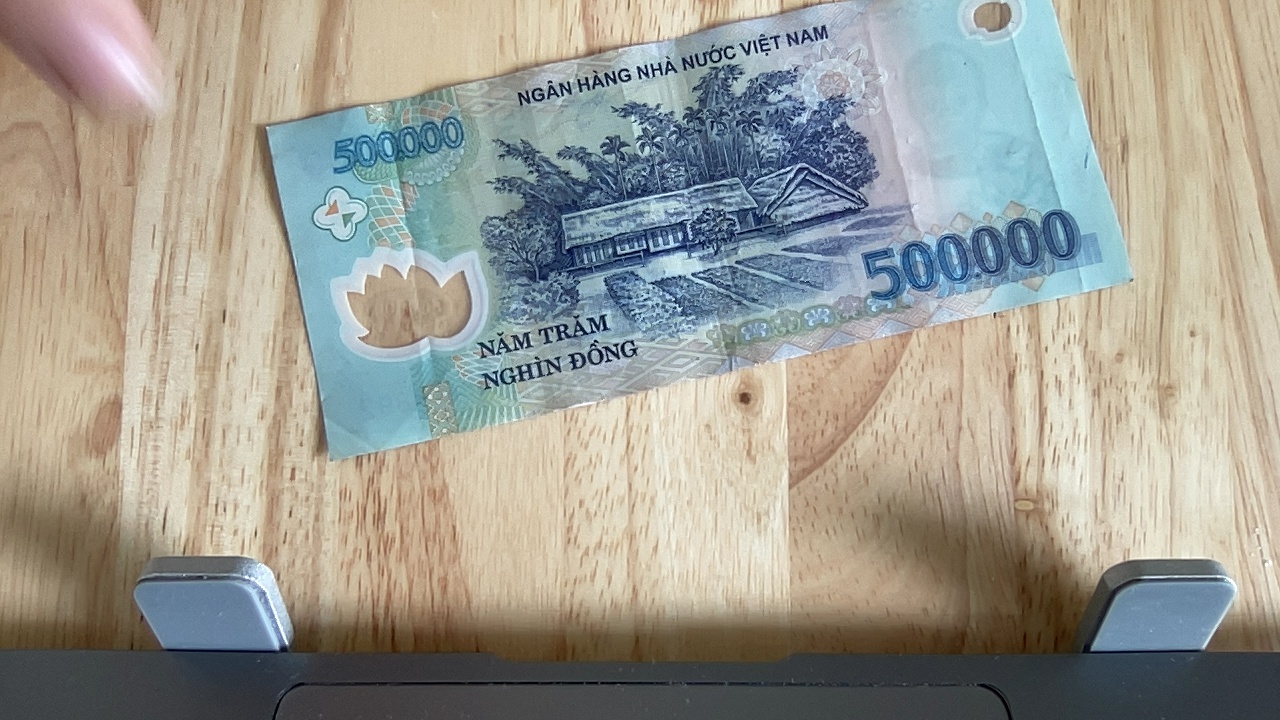 NGÂN HÀNG NHÀ NƯỚC VIỆT NAM
500000
500000
NĂM TRĂM
NGHÌN ĐỒNG